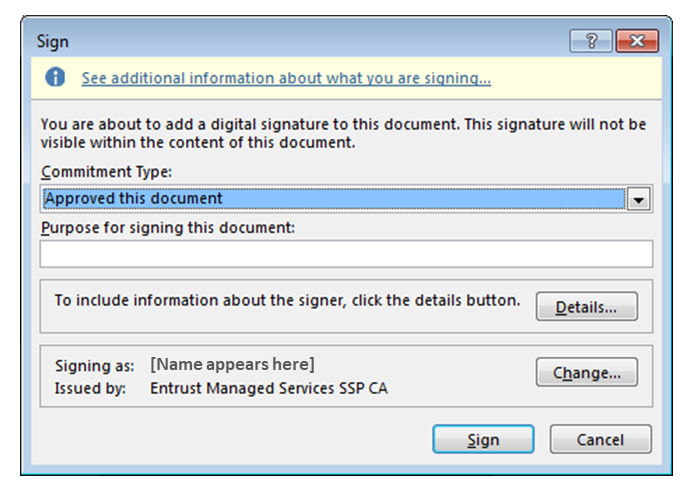 Sign
?
See additional information about what you are signing...
You are about to add a digital signature to this document. This signature will not be
visible within the content of this document.
Commitment Type:
Approved this document
Purpose for signing this document:
To include information about the signer, click the details button.
Details...
Signing as: [Name appears here]
Issued by: Entrust Managed Services SSP CA
Change...
Sign
Cancel